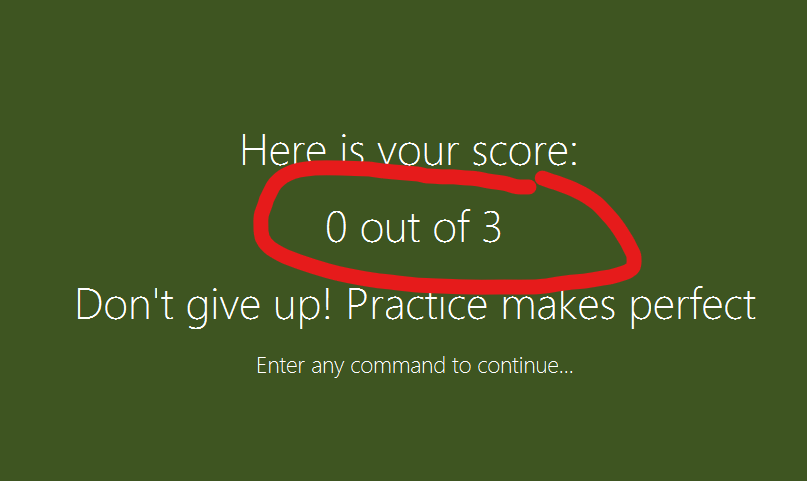 Here is your score:
0 out of 3
Don't give up! Practice makes perfect
Enter any command to continue...